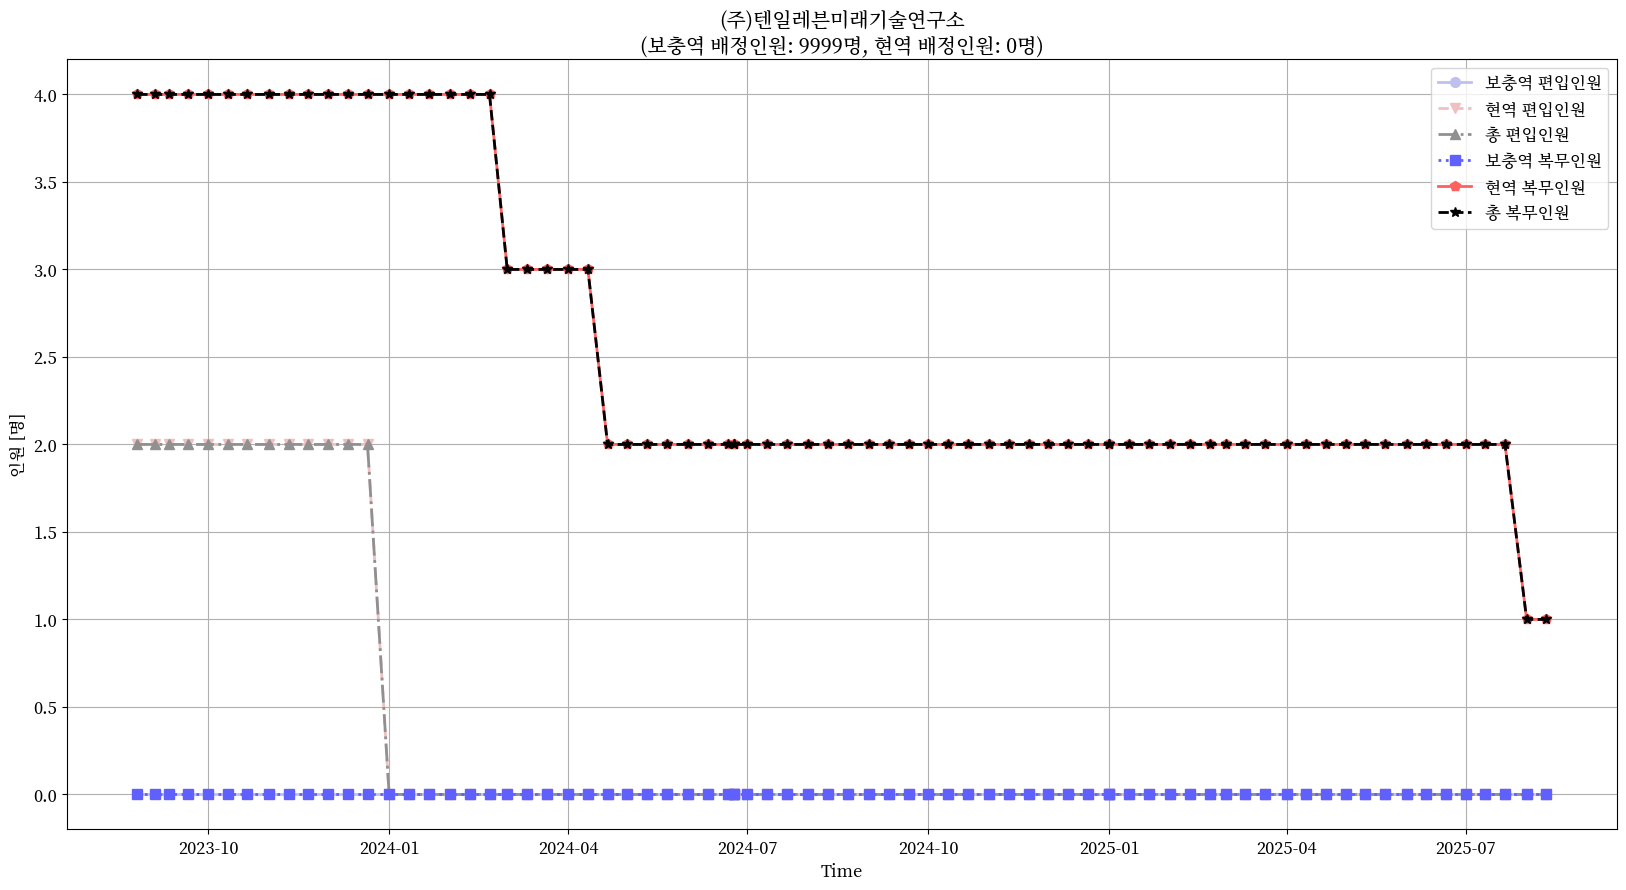 (주)텐일레븐미래기술연구소
(보충역 배정인원: 9999명, 현역 배정인원: 0명)
보충역 편입인원
현역 편입인원
총 편입인원
보충역 복무인원
현역 복무인원
총 복무인원
인원 [명]
4.0
3.5
3.0
2.5
2.0
1.5
1.0
0.5
0.0
2023-10
2024-01
2024-04
2024-07
2024-10
2025-01
2025-04
2025-07
Time